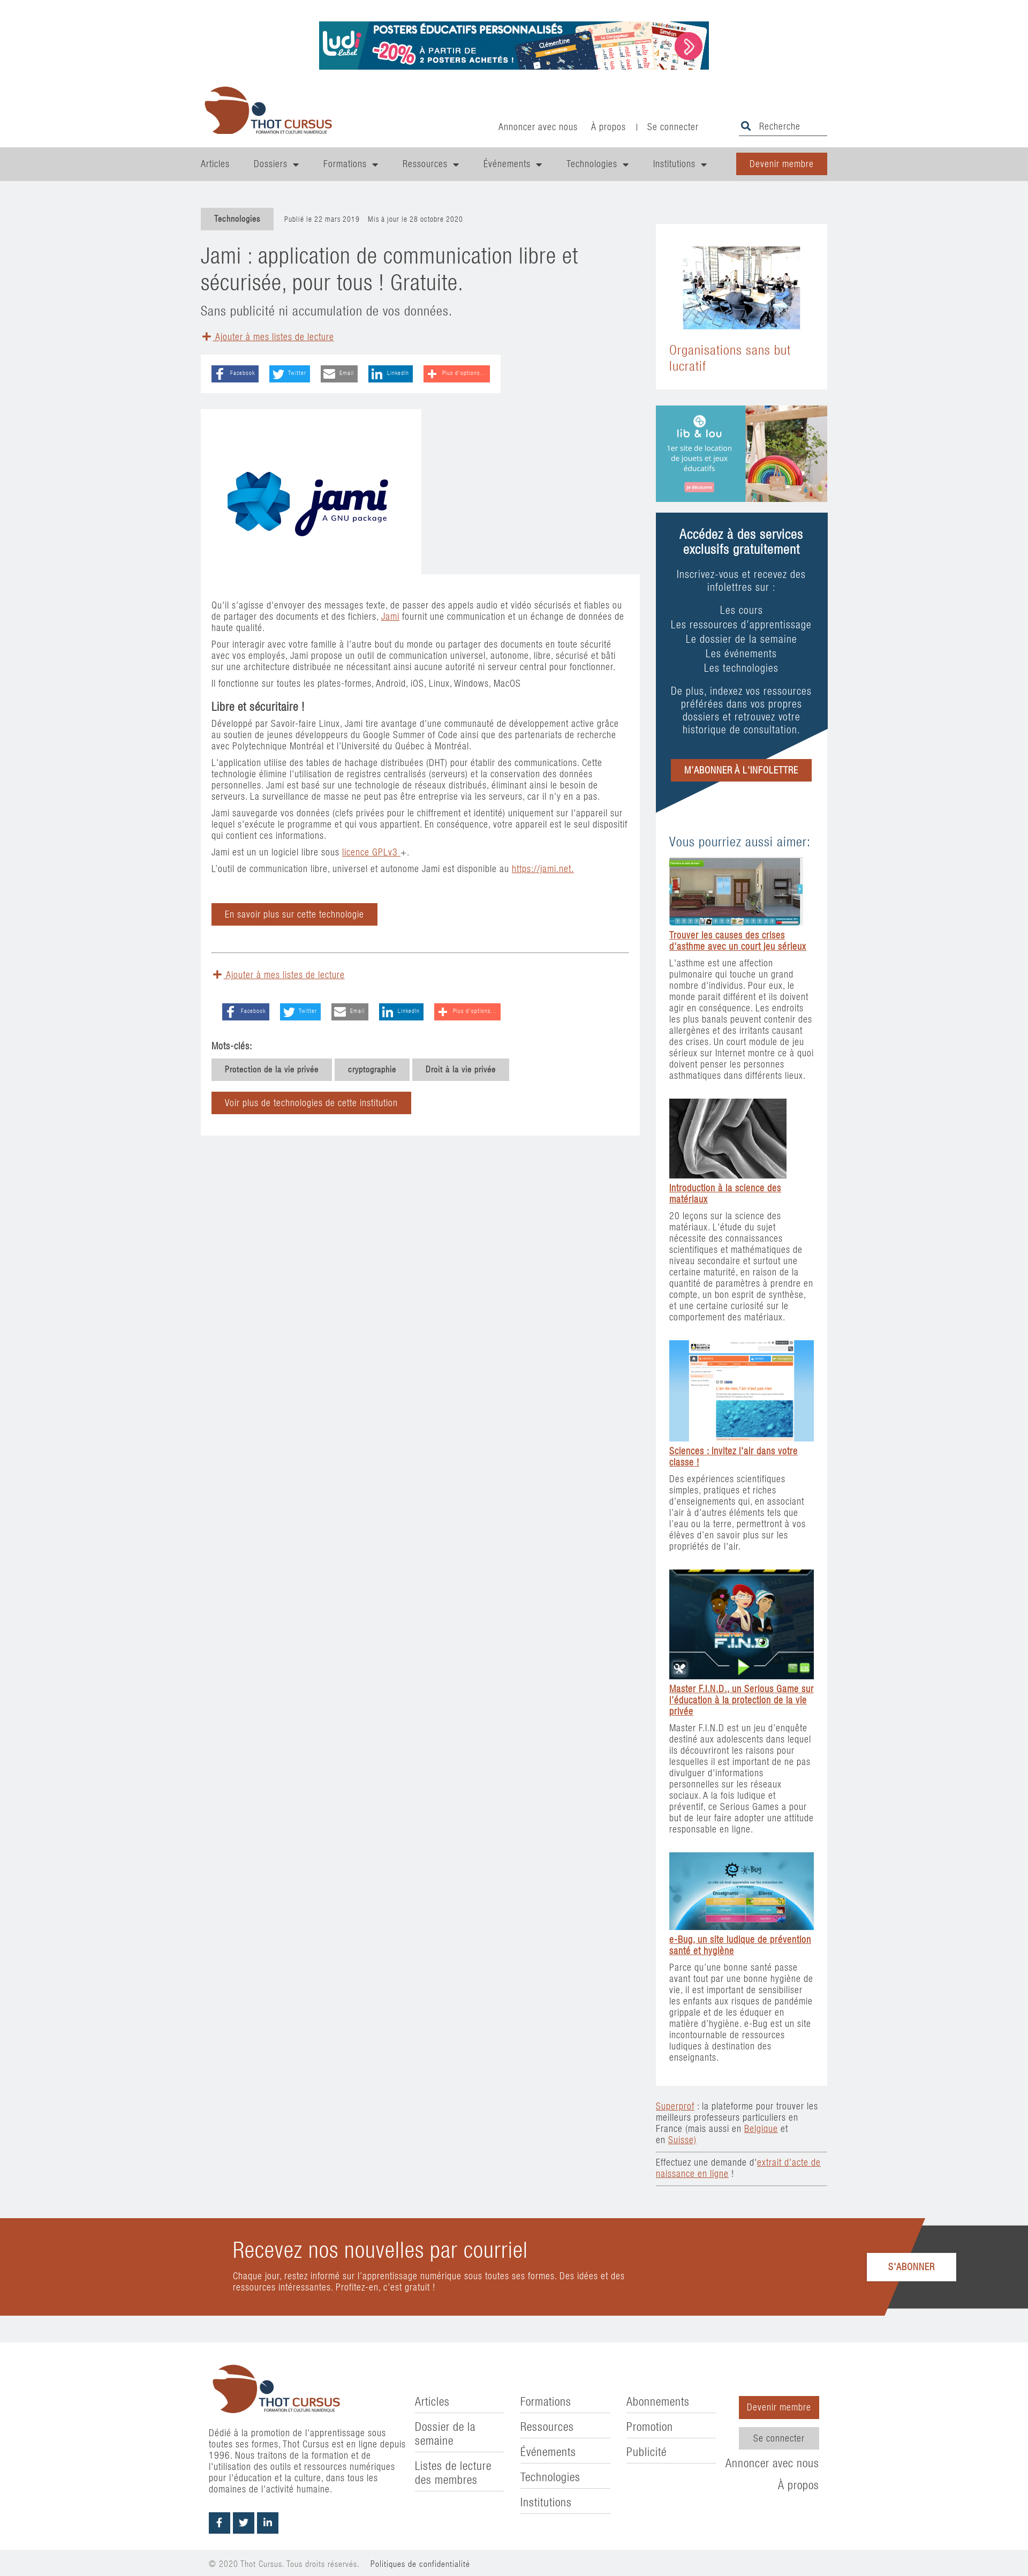 Ludi Label
POSTERS ÉDUCATIFS PERSONNALISÉS
-20% À PARTIR DE
2 POSTERS ACHETÉS !
THOT CURSUS
FORMATION ET CULTURE NUMÉRIQUE
Annoncer avec nous À propos | Se connecter
Recherche
Articles Dossiers Formations Ressources Événements Technologies Institutions Devenir membre
Technologies Publié le 22 mars 2019 Mis à jour le 28 octobre 2020
Jami : application de communication libre et
sécurisée, pour tous ! Gratuite.
Sans publicité ni accumulation de vos données.
Ajouter à mes listes de lecture
Facebook Twitter Email LinkedIn Plus d'options...
jami
A GNU package
Qu'il s'agisse d'envoyer des messages texte, de passer des appels audio et vidéo sécurisés et fiables ou
de partager des documents et des fichiers, Jami fournit une communication et un échange de données de
haute qualité.
Pour interagir avec votre famille à l'autre bout du monde ou partager des documents en toute sécurité
avec vos employés, Jami propose un outil de communication universel, autonome, libre, sécurisé et bâti
sur une architecture distribuée ne nécessitant ainsi aucune autorité ni serveur central pour fonctionner.
Il fonctionne sur toutes les plates-formes, Android, iOS, Linux, Windows, MacOS
Libre et sécuritaire !
Développé par Savoir-faire Linux, Jami tire avantage d'une communauté de développement active grâce
au soutien de jeunes développeurs du Google Summer of Code ainsi que des partenariats de recherche
avec Polytechnique Montréal et l'Université du Québec à Montréal.
L'application utilise des tables de hachage distribuées (DHT) pour établir des communications. Cette
technologie élimine l'utilisation de registres centralisés (serveurs) et la conservation des données
personnelles. Jami est basé sur une technologie de réseaux distribués, éliminant ainsi le besoin de
serveurs. La surveillance de masse ne peut pas être entreprise via les serveurs, car il n'y en a pas.
Jami sauvegarde vos données (clefs privées pour le chiffrement et identité) uniquement sur l'appareil sur
lequel s'exécute le programme et qui vous appartient. En conséquence, votre appareil est le seul dispositif
qui contient ces informations.
Jami est un un logiciel libre sous licence GPLv3 +.
L'outil de communication libre, universel et autonome Jami est disponible au https://jami.net.
En savoir plus sur cette technologie
Ajouter à mes listes de lecture
Facebook Twitter Email LinkedIn Plus d'options...
Mots-clés:
Protection de la vie privée cryptographie Droit à la vie privée
Voir plus de technologies de cette institution
Organisations sans but
lucratif
lib & lou
1er site de location
de jouets et jeux
éducatifs
je découvre
Accédez à des services
exclusifs gratuitement
Inscrivez-vous et recevez des
infolettres sur :
Les cours
Les ressources d'apprentissage
Le dossier de la semaine
Les événements
Les technologies
De plus, indexez vos ressources
préférées dans vos propres
dossiers et retrouvez votre
historique de consultation.
M'ABONNER À L'INFOLETTRE
Vous pourriez aussi aimer:
Trouver les causes des crises
d'asthme avec un court jeu sérieux
L'asthme est une affection
pulmonaire qui touche un grand
nombre d'individus. Pour eux, le
monde parait différent et ils doivent
agir en conséquence. Les endroits
les plus banals peuvent contenir des
allergènes et des irritants causant
des crises. Un court module de jeu
sérieux sur Internet montre ce à quoi
doivent penser les personnes
asthmatiques dans différents lieux.
Introduction à la science des
matériaux
20 leçons sur la science des
matériaux. L'étude du sujet
nécessite des connaissances
scientifiques et mathématiques de
niveau secondaire et surtout une
certaine maturité, en raison de la
quantité de paramètres à prendre en
compte, un bon esprit de synthèse,
et une certaine curiosité sur le
comportement des matériaux.
Sciences : invitez l'air dans votre
classe !
Des expériences scientifiques
simples, pratiques et riches
d'enseignements qui, en associant
l'air à d'autres éléments tels que
l'eau ou la terre, permettront à vos
élèves d'en savoir plus sur les
propriétés de l'air.
MASTER
F.I.N.D
Master F.I.N.D., un Serious Game sur
l'éducation à la protection de la vie
privée
Master F.I.N.D est un jeu d'enquête
destiné aux adolescents dans lequel
ils découvriront les raisons pour
lesquelles il est important de ne pas
divulguer d'informations
personnelles sur les réseaux
sociaux. A la fois ludique et
préventif, ce Serious Games a pour
but de leur faire adopter une attitude
responsable en ligne.
e-Bug
Enseignants Élèves
e-Bug, un site ludique de prévention
santé et hygiène
Parce qu'une bonne santé passe
avant tout par une bonne hygiène de
vie, il est important de sensibiliser
les enfants aux risques de pandémie
grippale et de les éduquer en
matière d'hygiène. e-Bug est un site
incontournable de ressources
ludiques à destination des
enseignants.
Superprof : la plateforme pour trouver les
meilleurs professeurs particuliers en
France (mais aussi en Belgique et
en Suisse)
Effectuez une demande d'extrait d'acte de
naissance en ligne !
Recevez nos nouvelles par courriel
Chaque jour, restez informé sur l'apprentissage numérique sous toutes ses formes. Des idées et des
ressources intéressantes. Profitez-en, c'est gratuit !
S'ABONNER
THOT CURSUS
FORMATION ET CULTURE NUMÉRIQUE
Dédié à la promotion de l'apprentissage sous
toutes ses formes, Thot Cursus est en ligne depuis
1996. Nous traitons de la formation et de
l'utilisation des outils et ressources numériques
pour l'éducation et la culture, dans tous les
domaines de l'activité humaine.
Articles
Dossier de la
semaine
Listes de lecture
des membres
Formations
Ressources
Événements
Technologies
Institutions
Abonnements
Promotion
Publicité
Devenir membre
Se connecter
Annoncer avec nous
À propos
© 2020 Thot Cursus. Tous droits réservés. Politiques de confidentialité